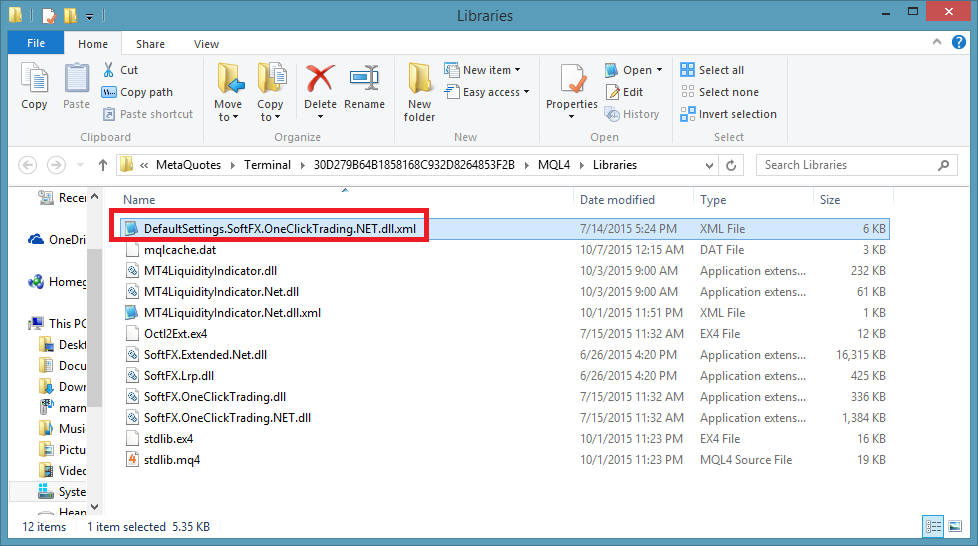 Libraries
File Home Share View
Copy Paste Cut Copy path Paste shortcut Move to Copy to Delete Rename New folder New item Easy access Properties Open Edit History Select all Select none Invert selection
Clipboard Organize New Open Select
« MetaQuotes Terminal 30D279B64B1858168C932D8264853F2B MQL4 Libraries Search Libraries
Name Date modified Type Size
DefaultSettings.SoftFX.OneClickTrading.NET.dll.xml 7/14/2015 5:24 PM XML File 6 KB
mqlcache.dat 10/7/2015 12:15 AM DAT File 3 KB
MT4LiquidityIndicator.dll 10/3/2015 9:00 AM Application extens... 232 KB
MT4LiquidityIndicator.Net.dll 10/3/2015 9:00 AM Application extens... 61 KB
MT4LiquidityIndicator.Net.dll.xml 10/1/2015 11:51 PM XML File 1 KB
Octl2Ext.ex4 7/15/2015 11:32 AM EX4 File 12 KB
SoftFX.Extended.Net.dll 6/26/2015 4:20 PM Application extens... 16,315 KB
SoftFX.Lrp.dll 6/26/2015 4:20 PM Application extens... 425 KB
SoftFX.OneClickTrading.dll 7/15/2015 11:32 AM Application extens... 336 KB
SoftFX.OneClickTrading.NET.dll 7/15/2015 11:32 AM Application extens... 1,384 KB
stdlib.ex4 10/1/2015 11:23 PM EX4 File 16 KB
stdlib.mq4 10/1/2015 11:23 PM MQL4 Source File 19 KB
Recen
OneDri
Homeg
This PC
Deskt
Docu
Down
marn
Music
Pictu
Videc
Syste
12 items 1 item selected 5.35 KB